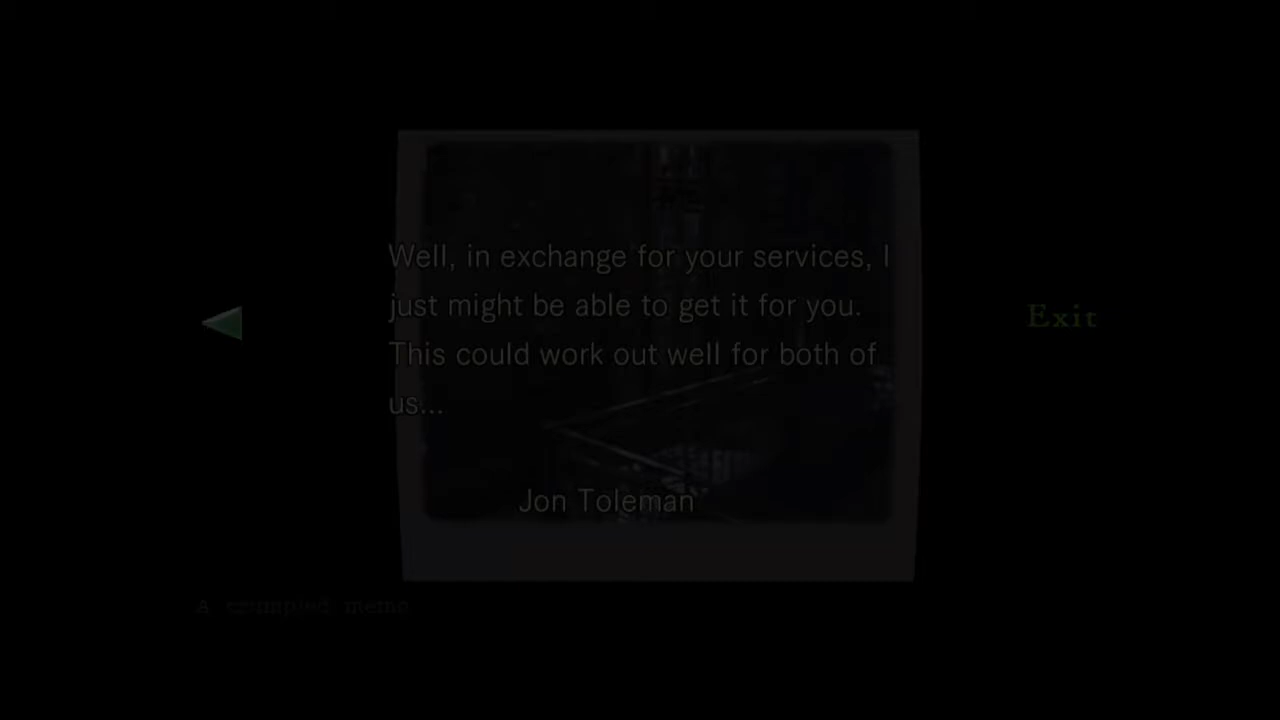 Well, in exchange for your services, I
just might be able to get it for you.
This could work out well for both of
us...
Exit
Jon Toleman
A crumpled memo